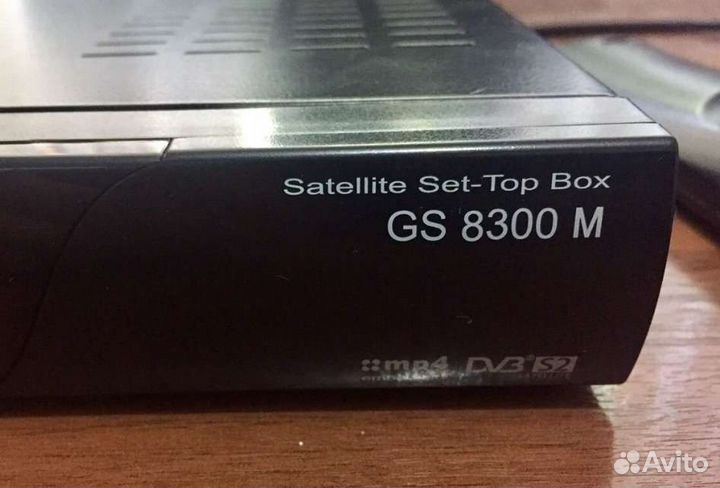 Satellite Set-Top Box
GS 8300 M
mp4 DVB S2
Avito